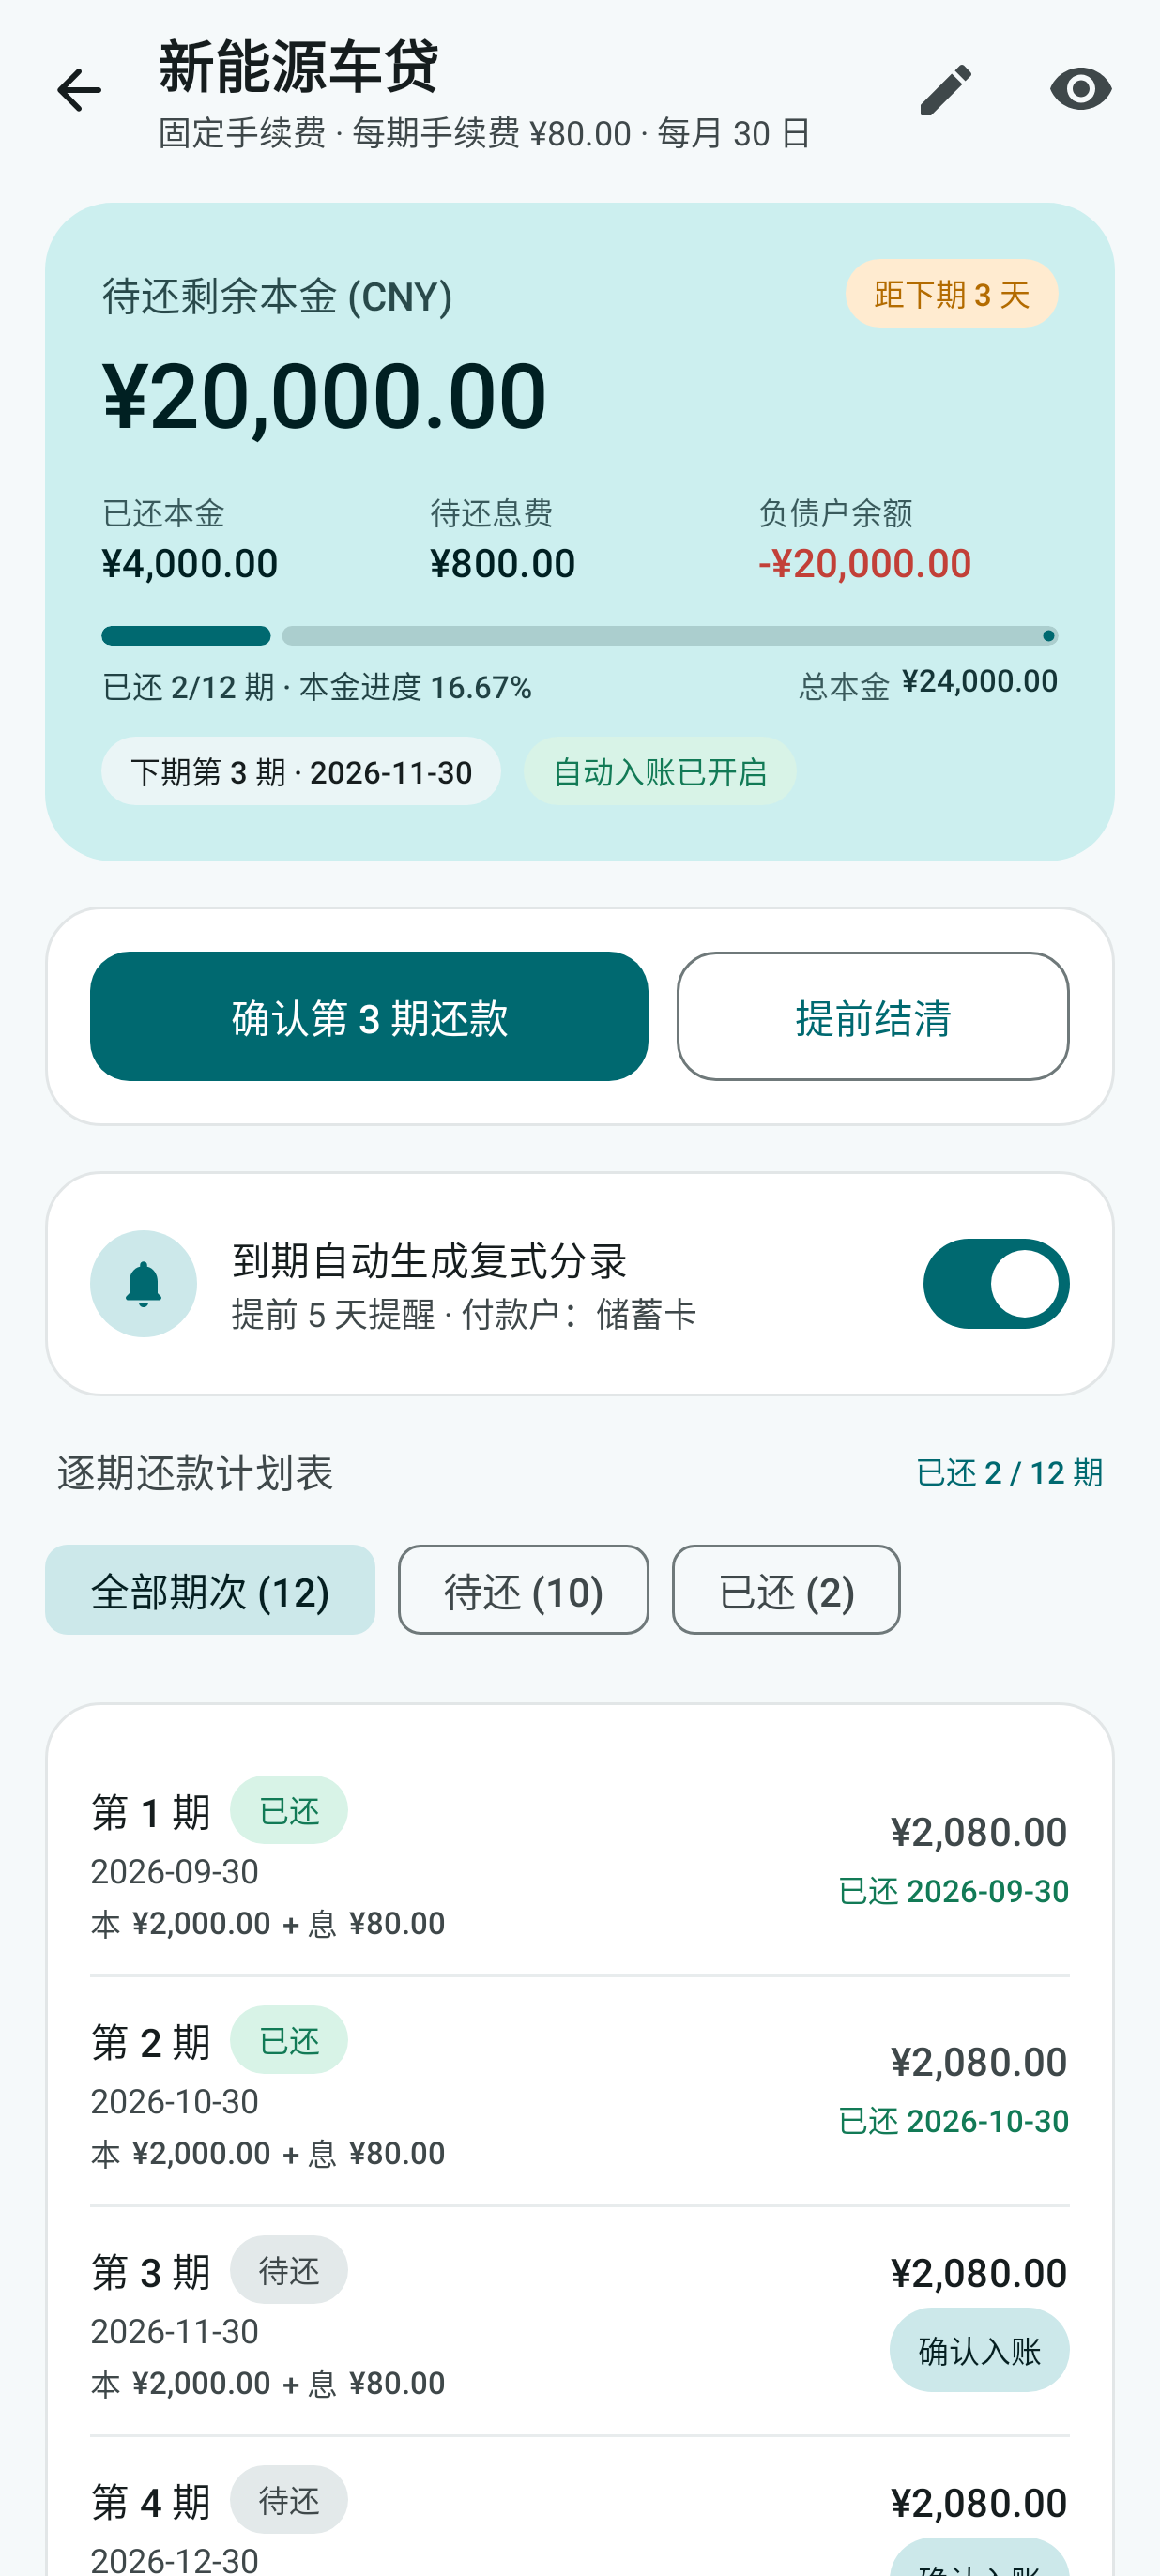 新能源车贷
固定手续费 · 每期手续费 ¥80.00 · 每月 30 日
待还剩余本金 (CNY)
距下期 3 天
¥20,000.00
已还本金 待还息费 负债户余额
¥4,000.00 ¥800.00 -¥20,000.00
已还 2/12 期 · 本金进度 16.67% 总本金 ¥24,000.00
下期第 3 期 · 2026-11-30 自动入账已开启
确认第 3 期还款 提前结清
到期自动生成复式分录
提前 5 天提醒 · 付款户：储蓄卡
逐期还款计划表 已还 2 / 12 期
全部期次 (12) 待还 (10) 已还 (2)
第 1 期 已还
¥2,080.00
2026-09-30
已还 2026-09-30
本 ¥2,000.00 + 息 ¥80.00
第 2 期 已还
¥2,080.00
2026-10-30
已还 2026-10-30
本 ¥2,000.00 + 息 ¥80.00
第 3 期 待还
¥2,080.00
2026-11-30
确认入账
本 ¥2,000.00 + 息 ¥80.00
第 4 期 待还
¥2,080.00
2026-12-30
确认入账